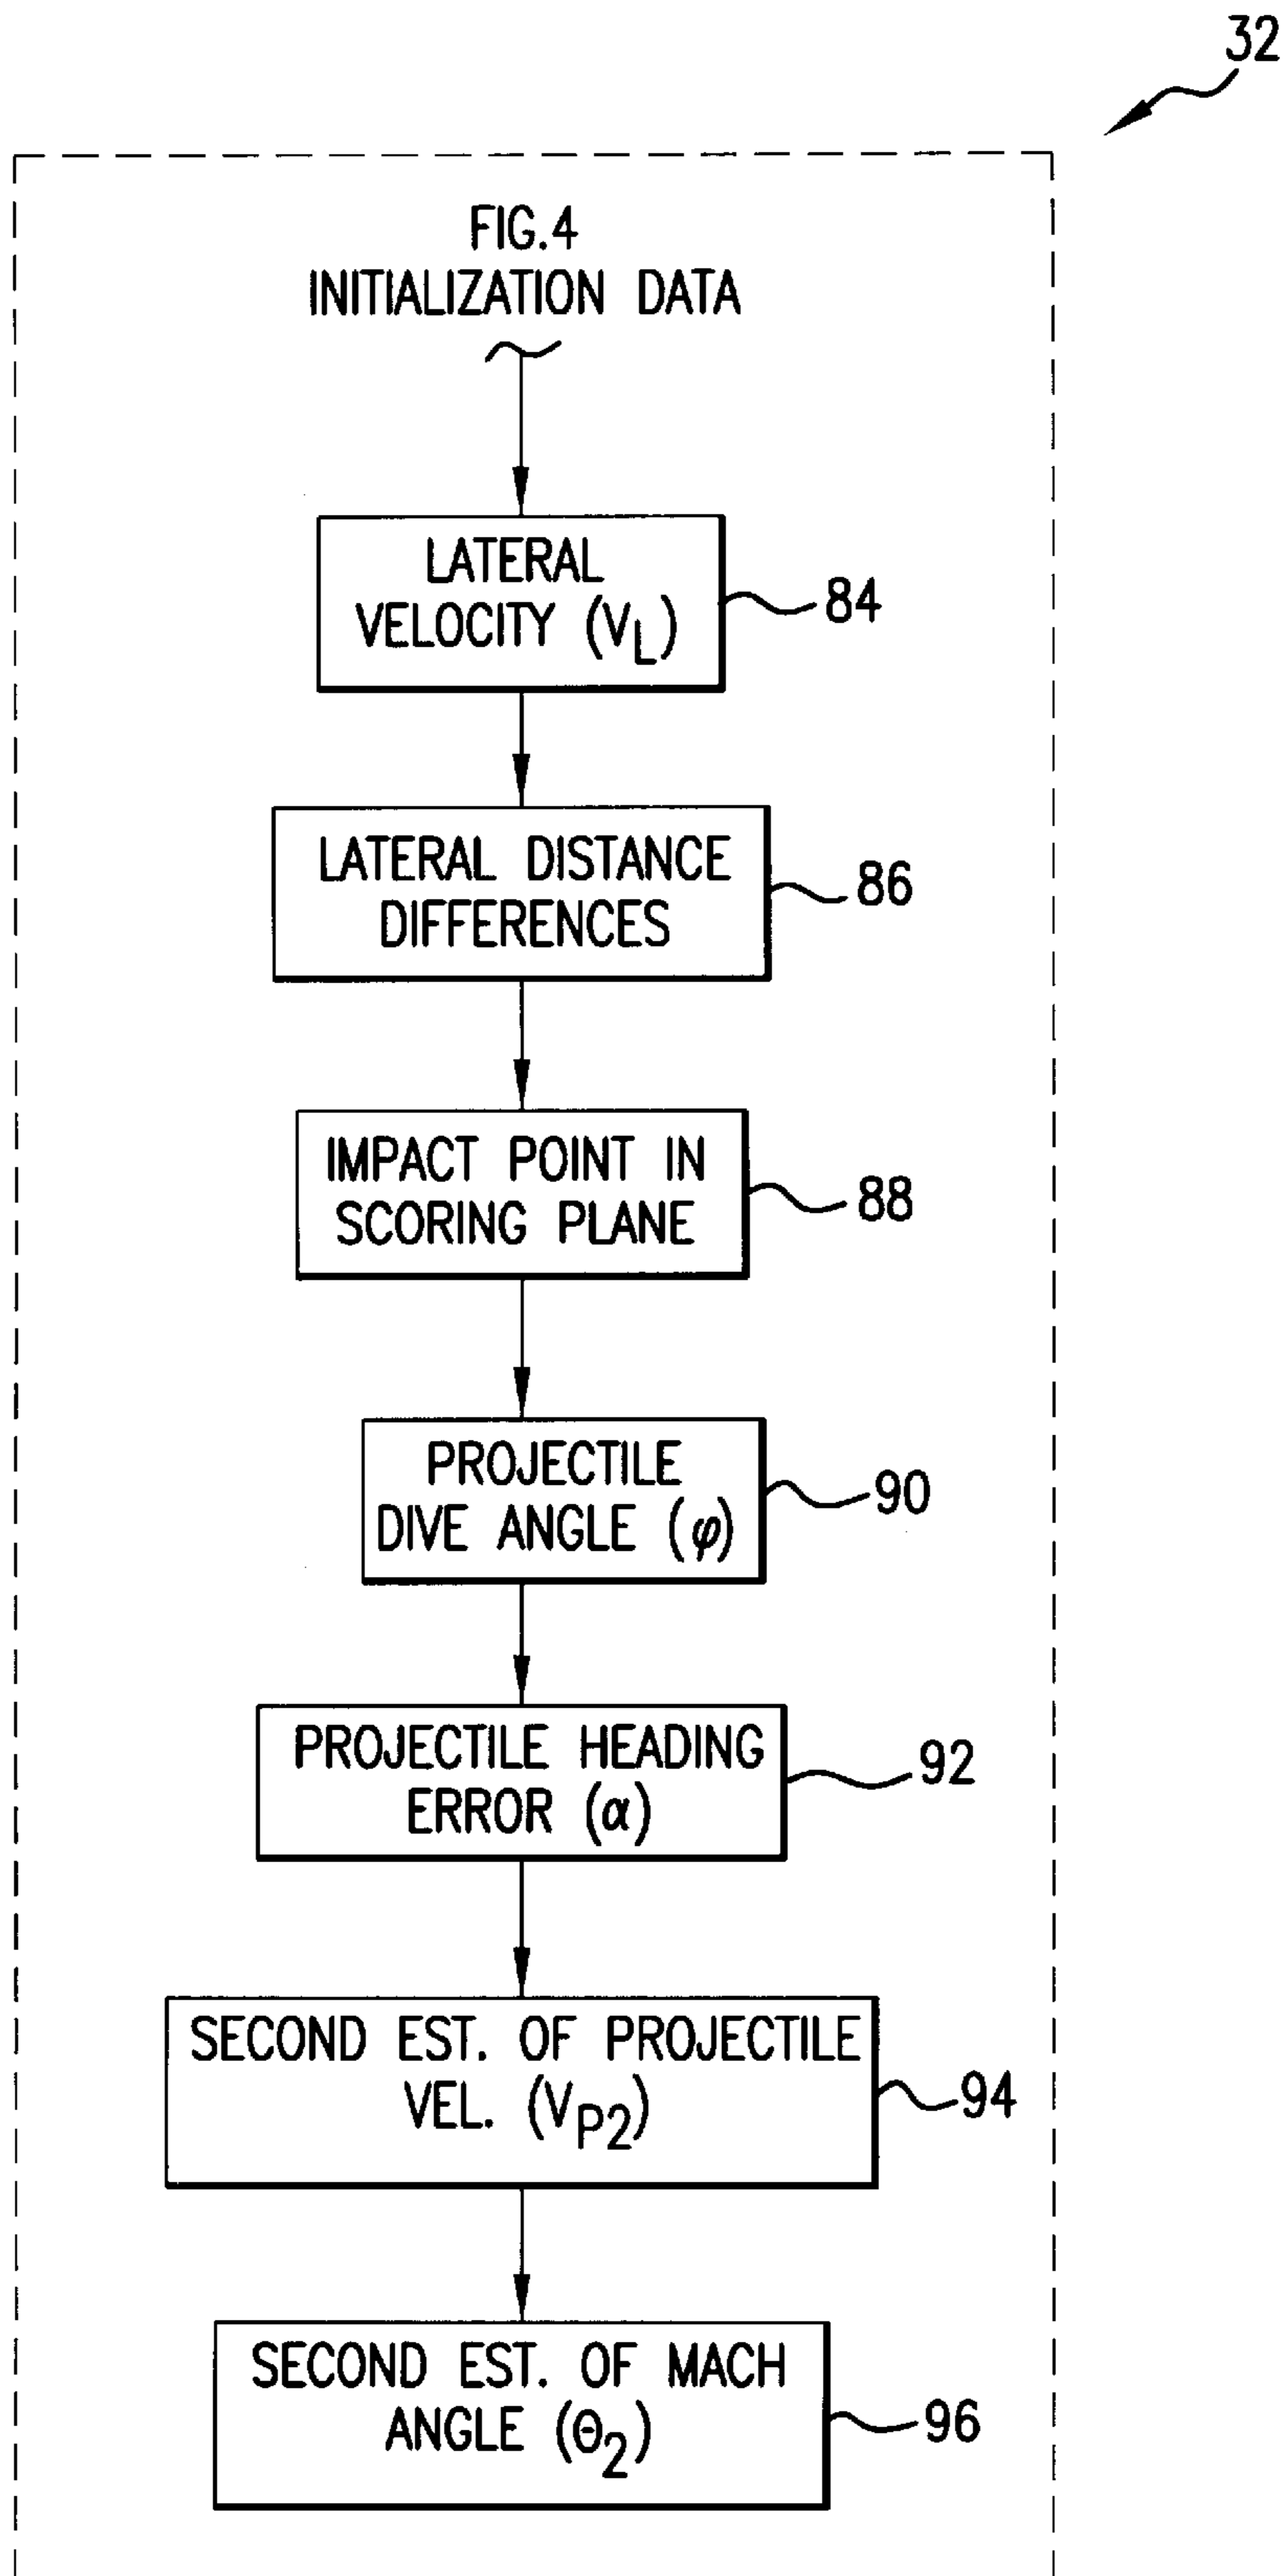 32
FIG.4
INITIALIZATION DATA
LATERAL
VELOCITY (V_L)
84
LATERAL DISTANCE
DIFFERENCES
86
IMPACT POINT IN
SCORING PLANE
88
PROJECTILE
DIVE ANGLE (φ)
90
PROJECTILE HEADING
ERROR (α)
92
SECOND EST. OF PROJECTILE
VEL. (V_P2)
94
SECOND EST. OF MACH
ANGLE (Θ_2)
96